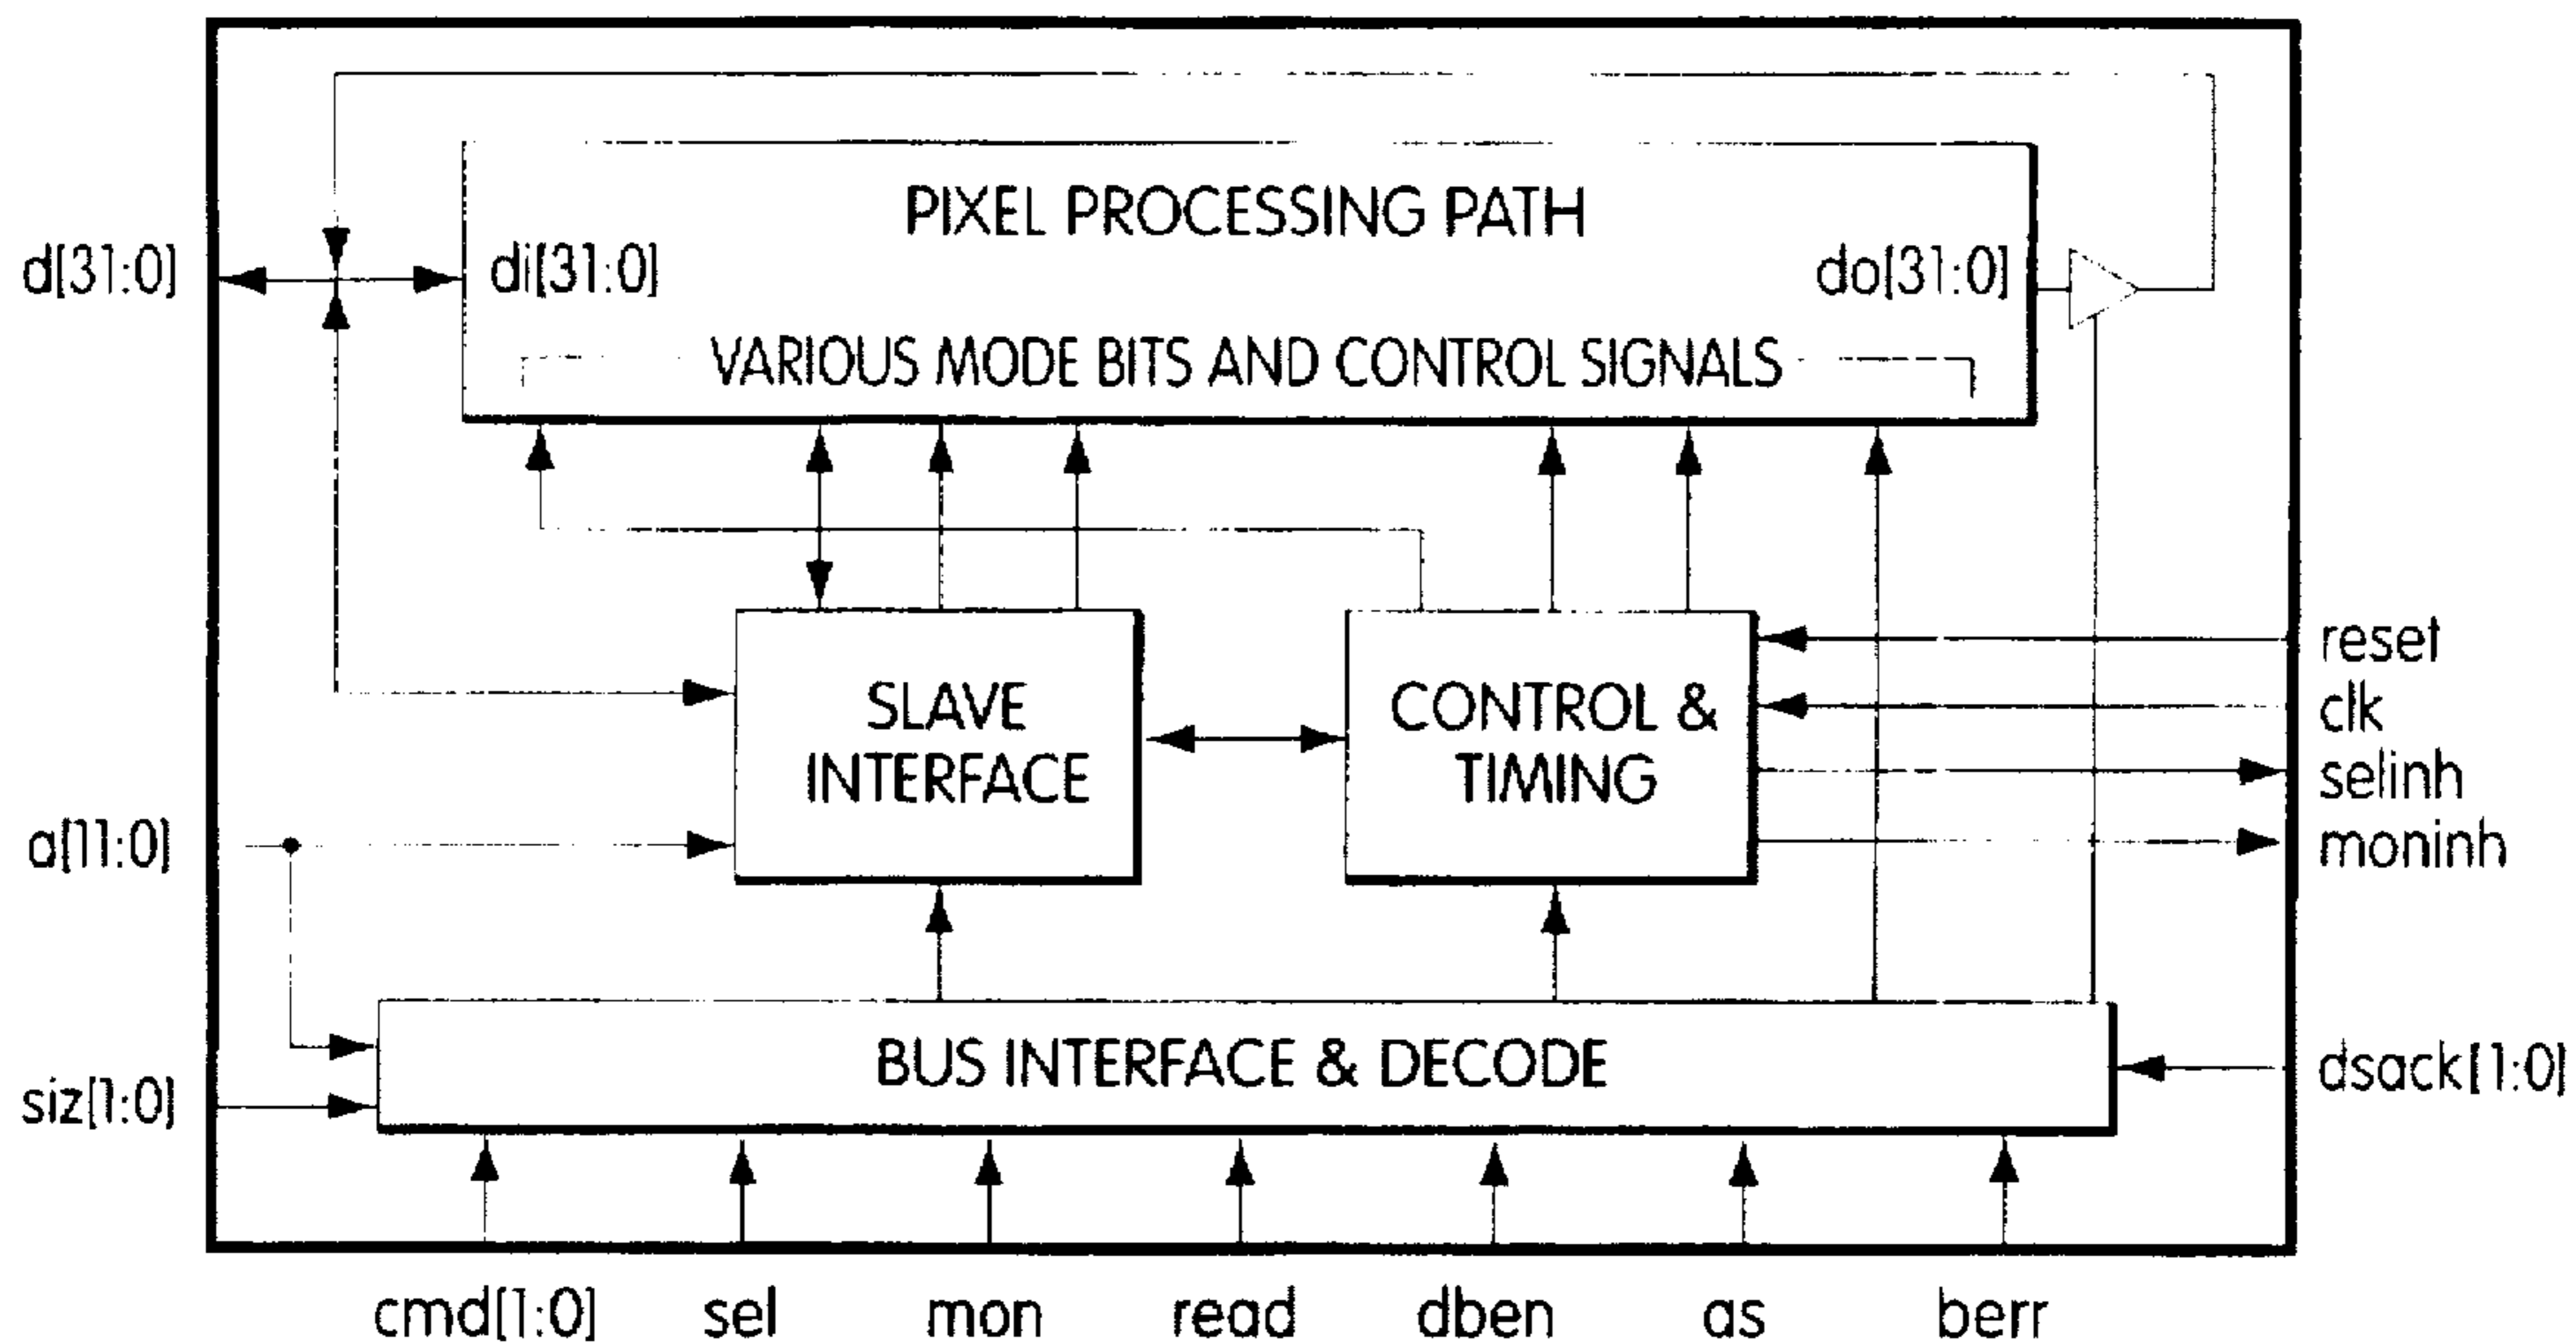 PIXEL PROCESSING PATH
d[31:0]
di[31:0]
do[31:0]
VARIOUS MODE BITS AND CONTROL SIGNALS
reset
SLAVE
INTERFACE
CONTROL &
TIMING
clk
selinh
a[11:0]
moninh
BUS INTERFACE & DECODE
siz[1:0]
dsack[1:0]
cmd[1:0]
sel
mon
read
dben
as
berr